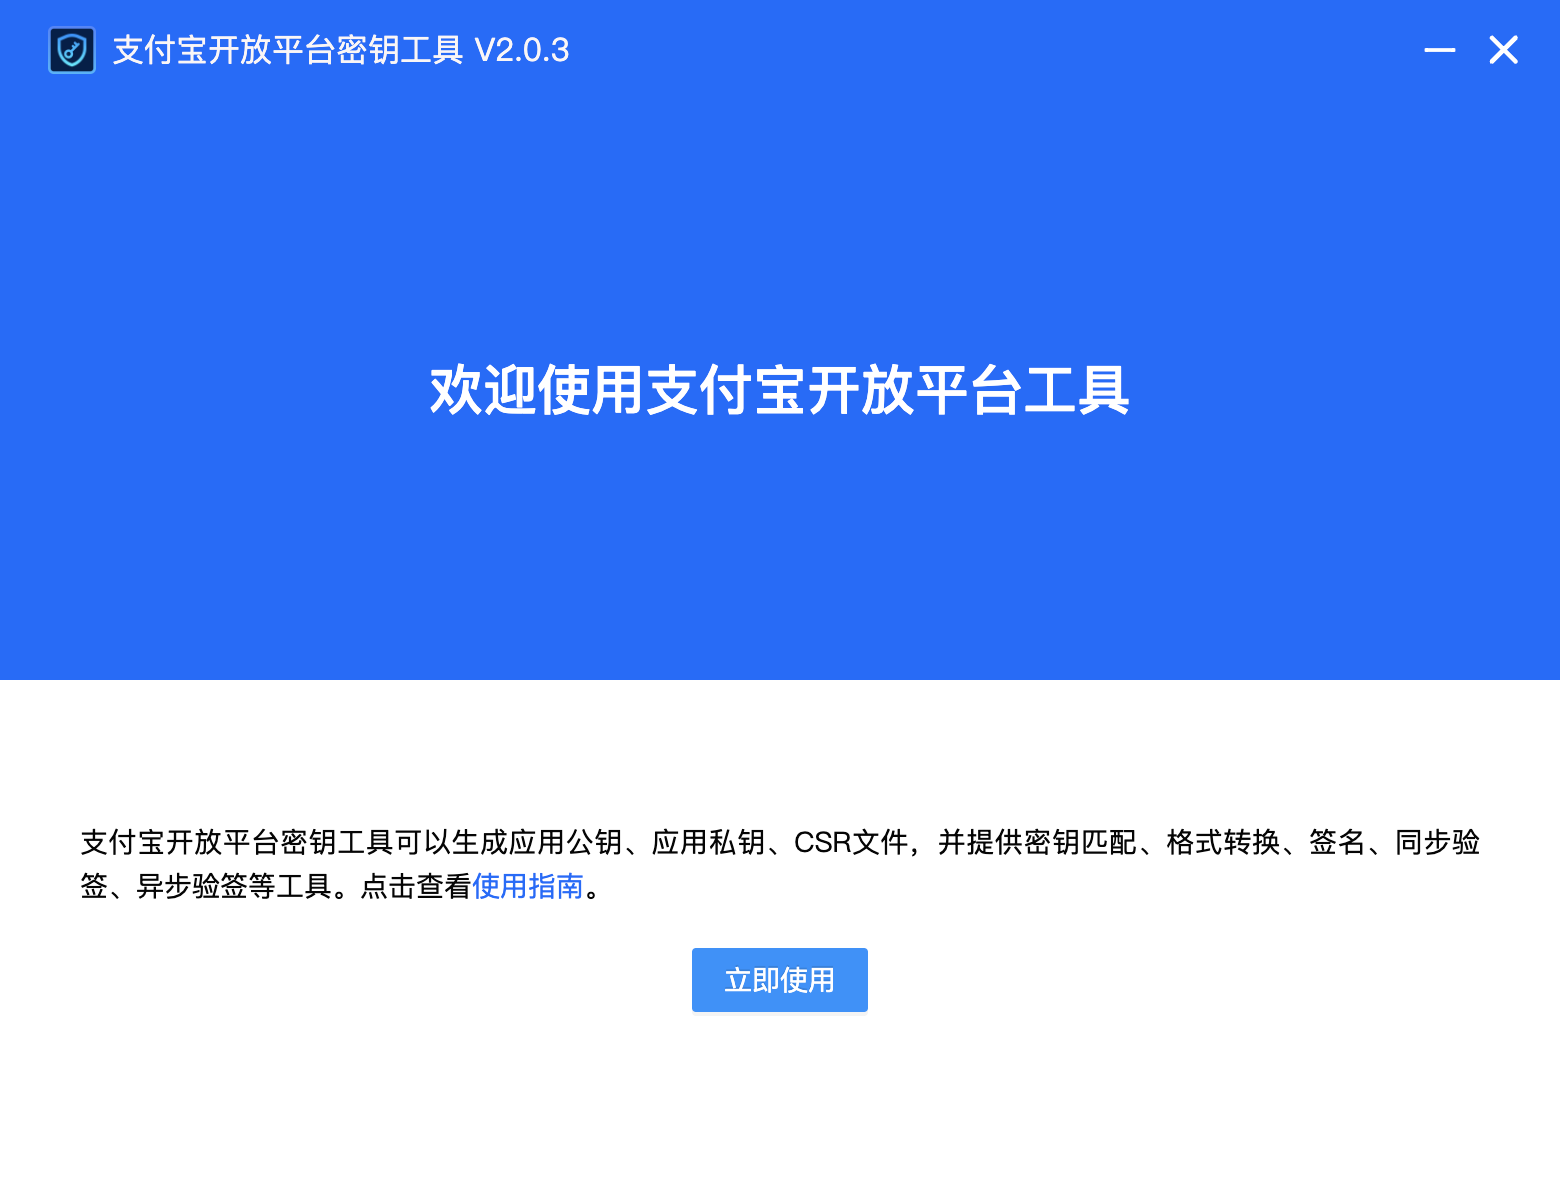 支付宝开放平台密钥工具 V2.0.3
欢迎使用支付宝开放平台工具
支付宝开放平台密钥工具可以生成应用公钥、应用私钥、CSR文件，并提供密钥匹配、格式转换、签名、同步验
签、异步验签等工具。点击查看使用指南。
立即使用